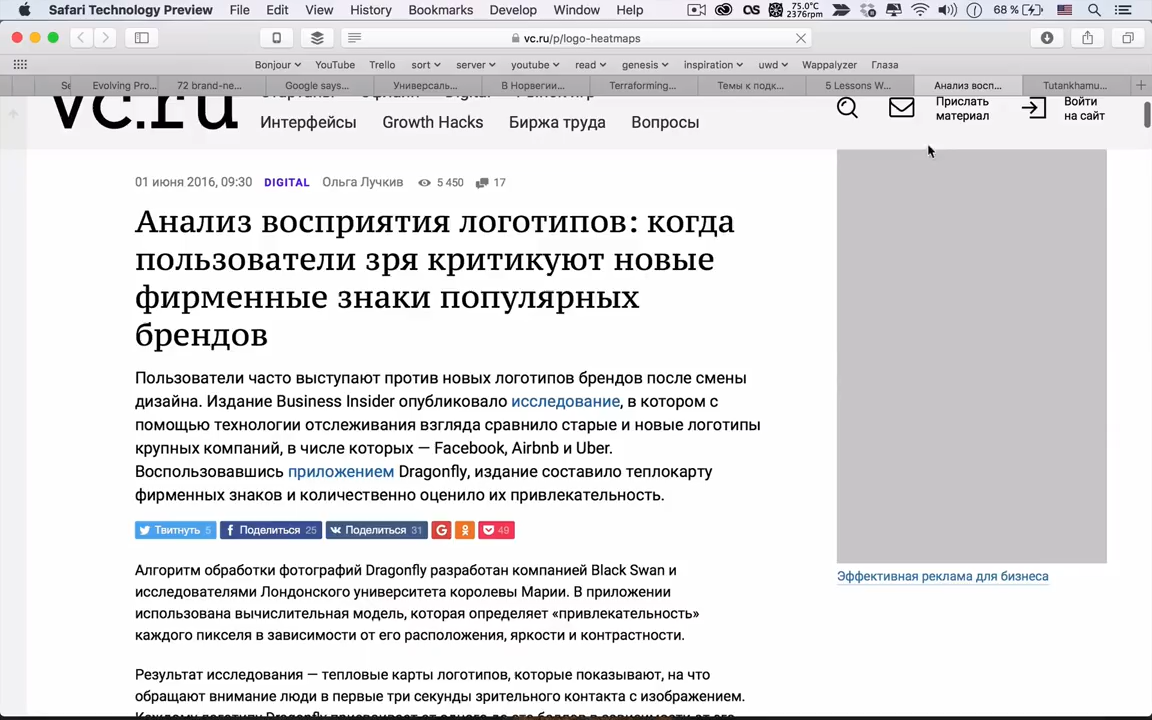 Safari Technology Preview File Edit View History Bookmarks Develop Window Help 75.0°C 2376rpm 68 %
vc.ru/p/logo-heatmaps
Bonjour YouTube Trello sort server youtube read genesis inspiration uwd Wappalyzer Глаза
Evolving Pro... 72 brand-ne... Google says... Универсаль... В Норвегии... Terraforming... Темы к подк... 5 Lessons W... Анализ восп... Tutankhamu...
vc.ru
Интерфейсы Growth Hacks Биржа труда Вопросы
Прислать материал
Войти на сайт
01 июня 2016, 09:30 DIGITAL Ольга Лучкив 5 450 17
Анализ восприятия логотипов: когда
пользователи зря критикуют новые
фирменные знаки популярных
брендов
Пользователи часто выступают против новых логотипов брендов после смены
дизайна. Издание Business Insider опубликовало исследование, в котором с
помощью технологии отслеживания взгляда сравнило старые и новые логотипы
крупных компаний, в числе которых — Facebook, Airbnb и Uber.
Воспользовавшись приложением Dragonfly, издание составило теплокарту
фирменных знаков и количественно оценило их привлекательность.
Твитнуть 5 Поделиться 25 Поделиться 31 49
Эффективная реклама для бизнеса
Алгоритм обработки фотографий Dragonfly разработан компанией Black Swan и
исследователями Лондонского университета королевы Марии. В приложении
использована вычислительная модель, которая определяет «привлекательность»
каждого пикселя в зависимости от его расположения, яркости и контрастности.
Результат исследования — тепловые карты логотипов, которые показывают, на что
обращают внимание люди в первые три секунды зрительного контакта с изображением.